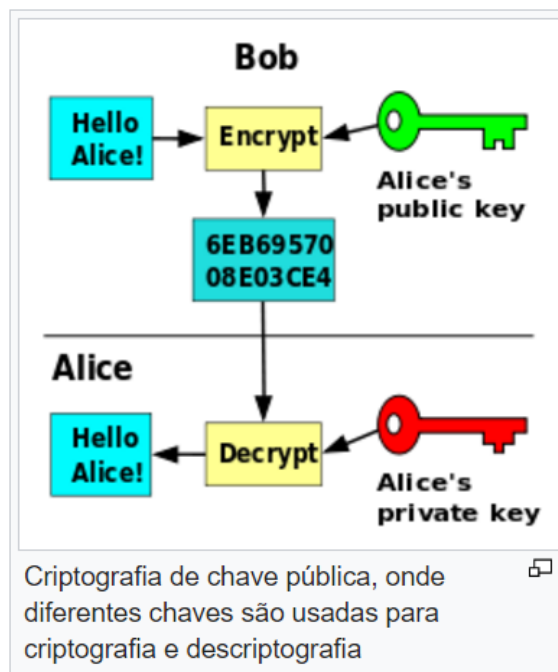 Bob
Hello
Alice!
Encrypt
Alice's
public key
6EB69570
08E03CE4
Alice
Hello
Alice!
Decrypt
Alice's
private key
Criptografia de chave pública, onde
diferentes chaves são usadas para
criptografia e descriptografia